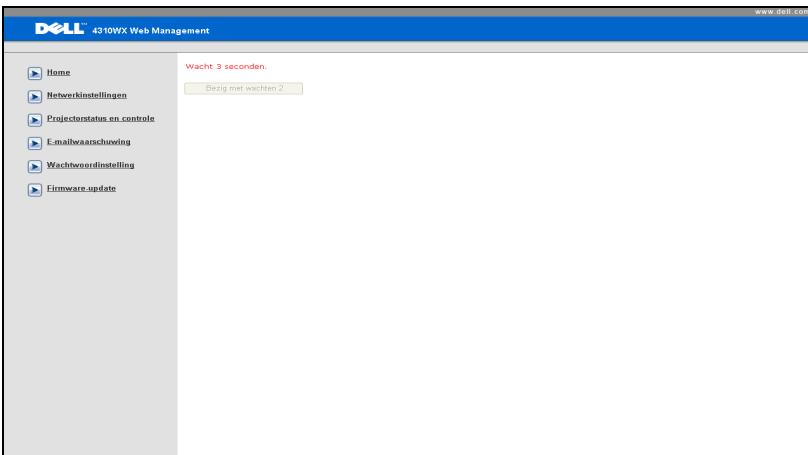 www.dell.com
DELL™ 4310WX Web Management
Home
Netwerkinstellingen
Projectorstatus en controle
E-mailwaarschuwing
Wachtwoordinstelling
Firmware-update
Wacht 3 seconden.
Bezig met wachten 2